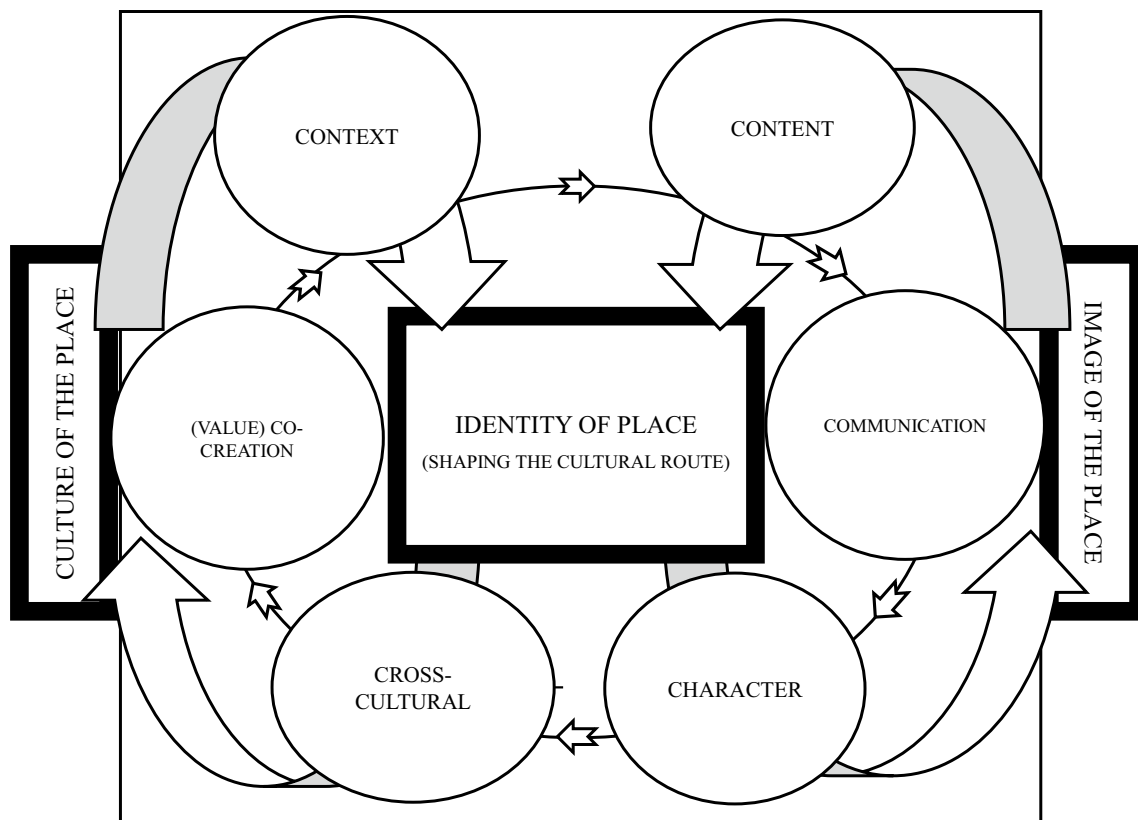 CONTEXT
CONTENT
CULTURE OF THE PLACE
(VALUE) CO-
CREATION
IDENTITY OF PLACE
(SHAPING THE CULTURAL ROUTE)
COMMUNICATION
IMAGE OF THE PLACE
CROSS-
CULTURAL
CHARACTER